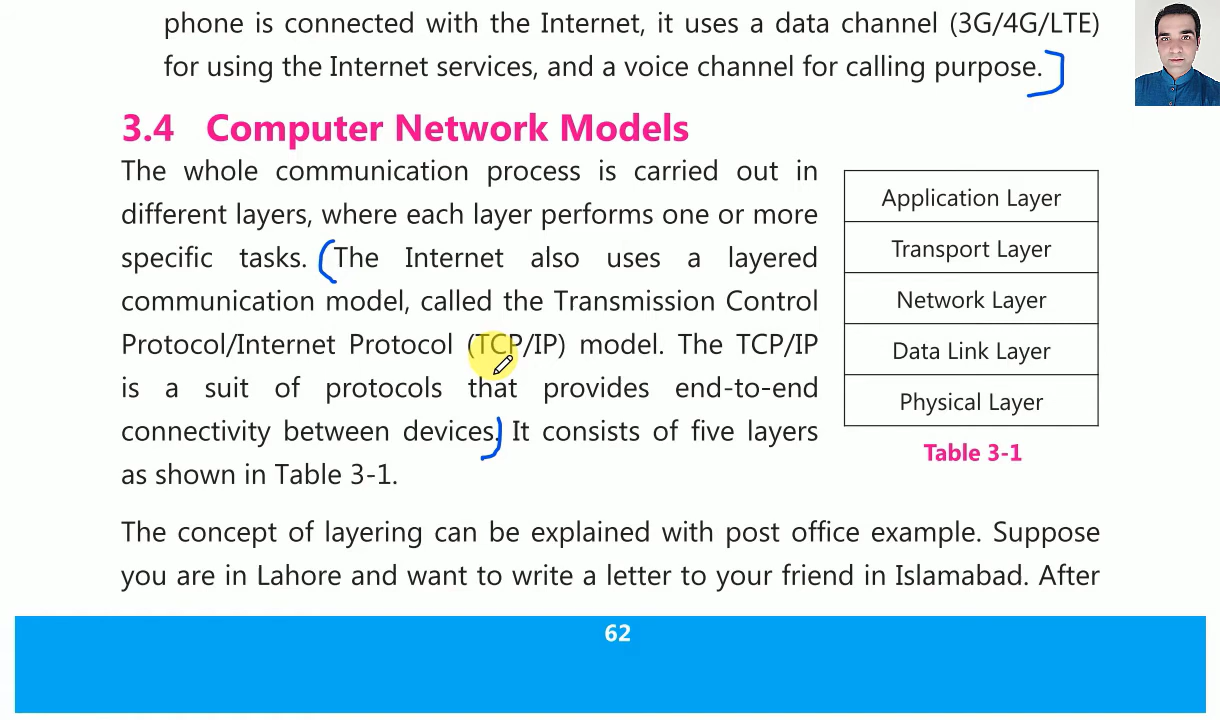 phone is connected with the Internet, it uses a data channel (3G/4G/LTE)
for using the Internet services, and a voice channel for calling purpose.
3.4 Computer Network Models
The whole communication process is carried out in
different layers, where each layer performs one or more
specific tasks. The Internet also uses a layered
communication model, called the Transmission Control
Protocol/Internet Protocol (TCP/IP) model. The TCP/IP
is a suit of protocols that provides end-to-end
connectivity between devices. It consists of five layers
as shown in Table 3-1.
Application Layer
Transport Layer
Network Layer
Data Link Layer
Physical Layer
Table 3-1
The concept of layering can be explained with post office example. Suppose
you are in Lahore and want to write a letter to your friend in Islamabad. After
62